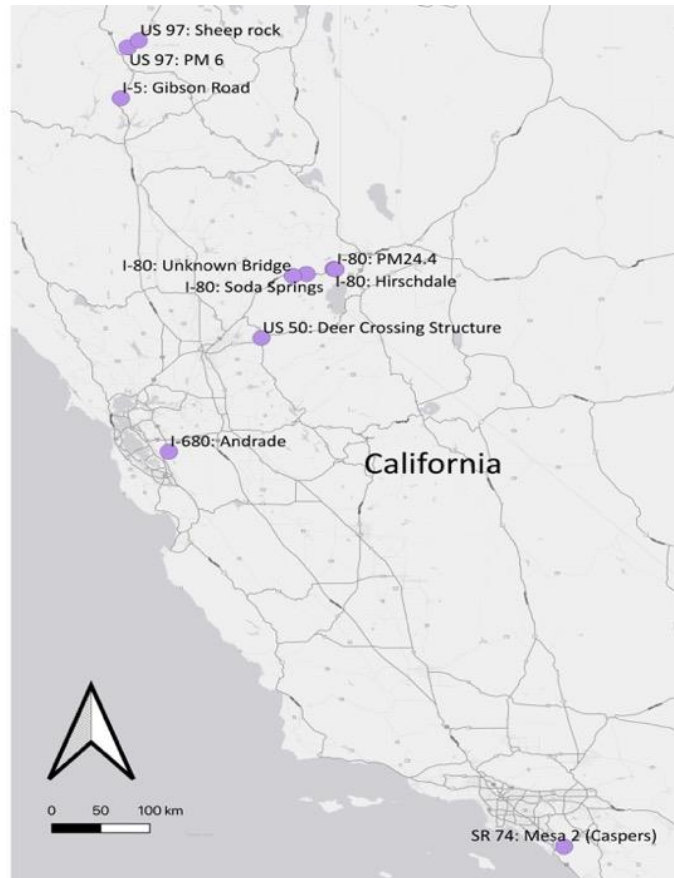 US 97: Sheep rock
US 97: PM 6
I-5: Gibson Road
I-80: Unknown Bridge
I-80: PM24.4
I-80: Soda Springs
I-80: Hirschdale
US 50: Deer Crossing Structure
I-680: Andrade
California
0 50 100 km
SR 74: Mesa 2 (Caspers)